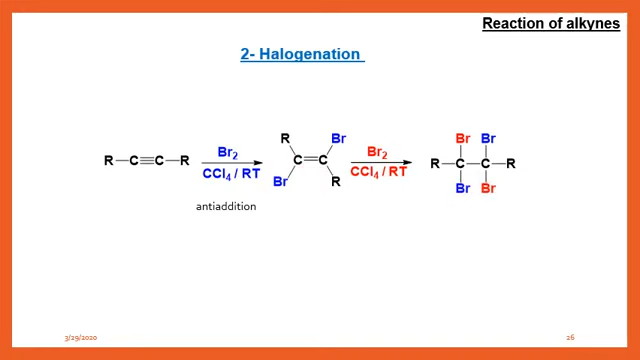 Reaction of alkynes
2- Halogenation
R—C≡C—R
Br2
CCl4 / RT
antiaddition
R Br
C=C
Br R
Br2
CCl4 / RT
Br Br
R—C—C—R
Br Br
3/29/2020
26